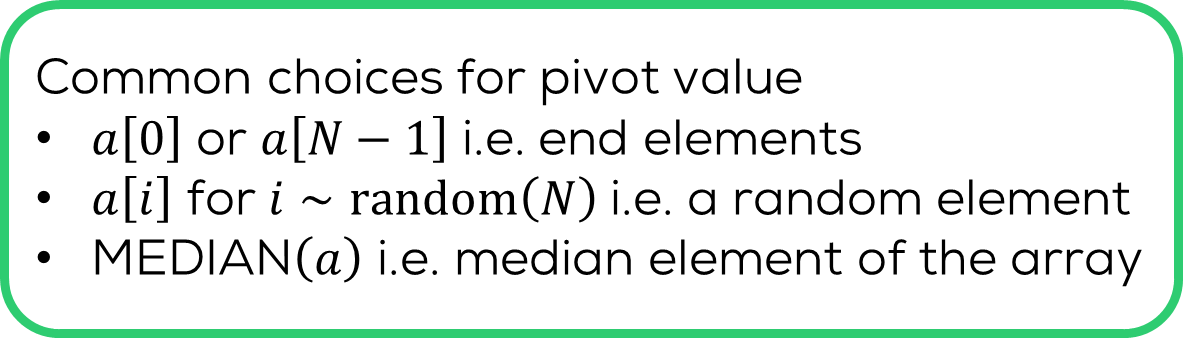 Common choices for pivot value
• a[0] or a[N − 1] i.e. end elements
• a[i] for i ~ random(N) i.e. a random element
• MEDIAN(a) i.e. median element of the array